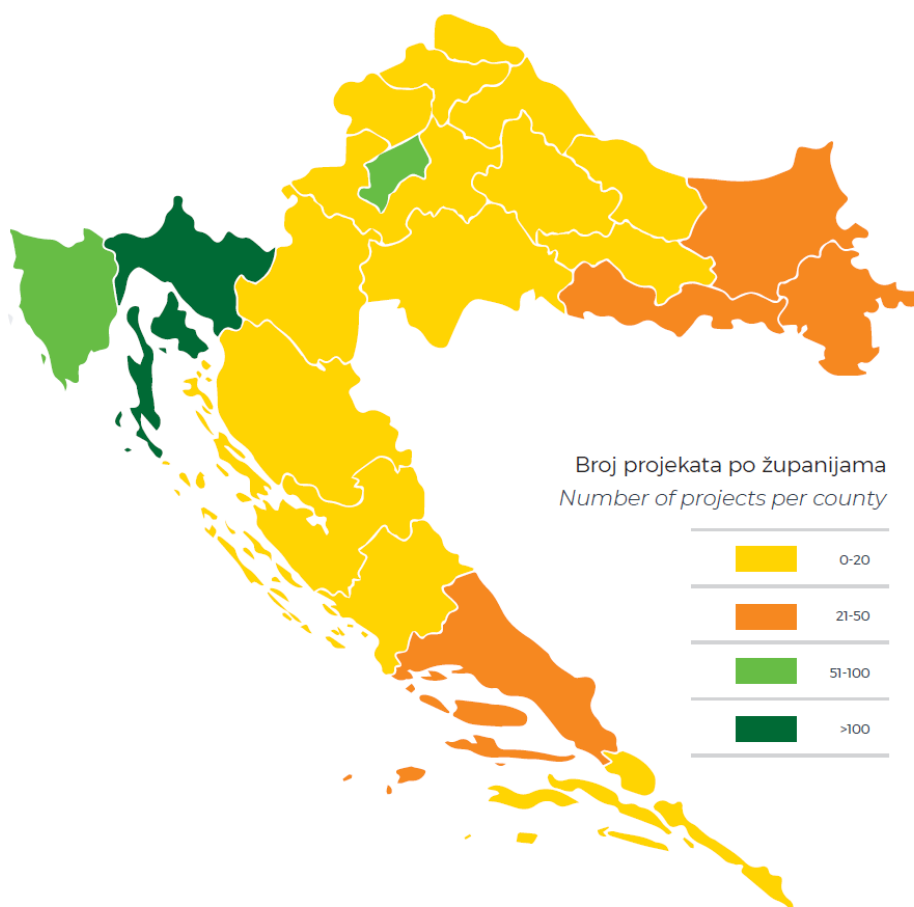 Broj projekata po županijama
Number of projects per county
0-20
21-50
51-100
>100